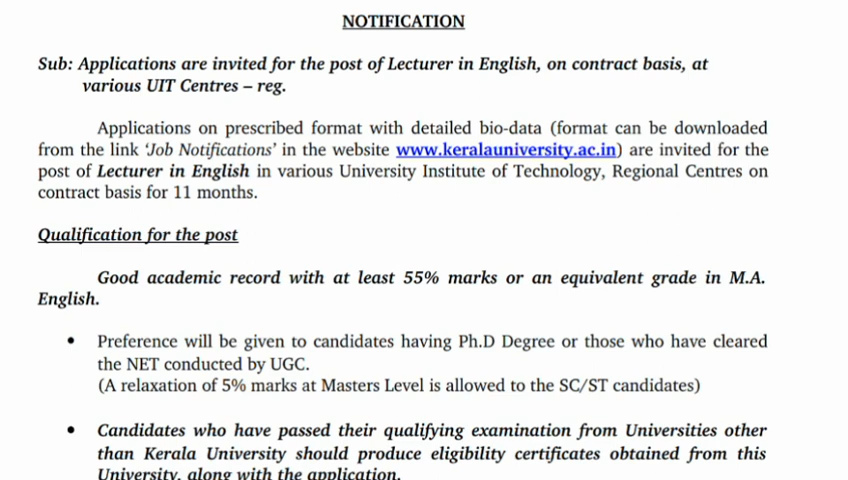 NOTIFICATION
Sub: Applications are invited for the post of Lecturer in English, on contract basis, at
various UIT Centres – reg.
Applications on prescribed format with detailed bio-data (format can be downloaded
from the link ‘Job Notifications’ in the website www.keralauniversity.ac.in) are invited for the
post of Lecturer in English in various University Institute of Technology, Regional Centres on
contract basis for 11 months.
Qualification for the post
Good academic record with at least 55% marks or an equivalent grade in M.A.
English.
• Preference will be given to candidates having Ph.D Degree or those who have cleared
the NET conducted by UGC.
(A relaxation of 5% marks at Masters Level is allowed to the SC/ST candidates)
• Candidates who have passed their qualifying examination from Universities other
than Kerala University should produce eligibility certificates obtained from this
University, along with the application.